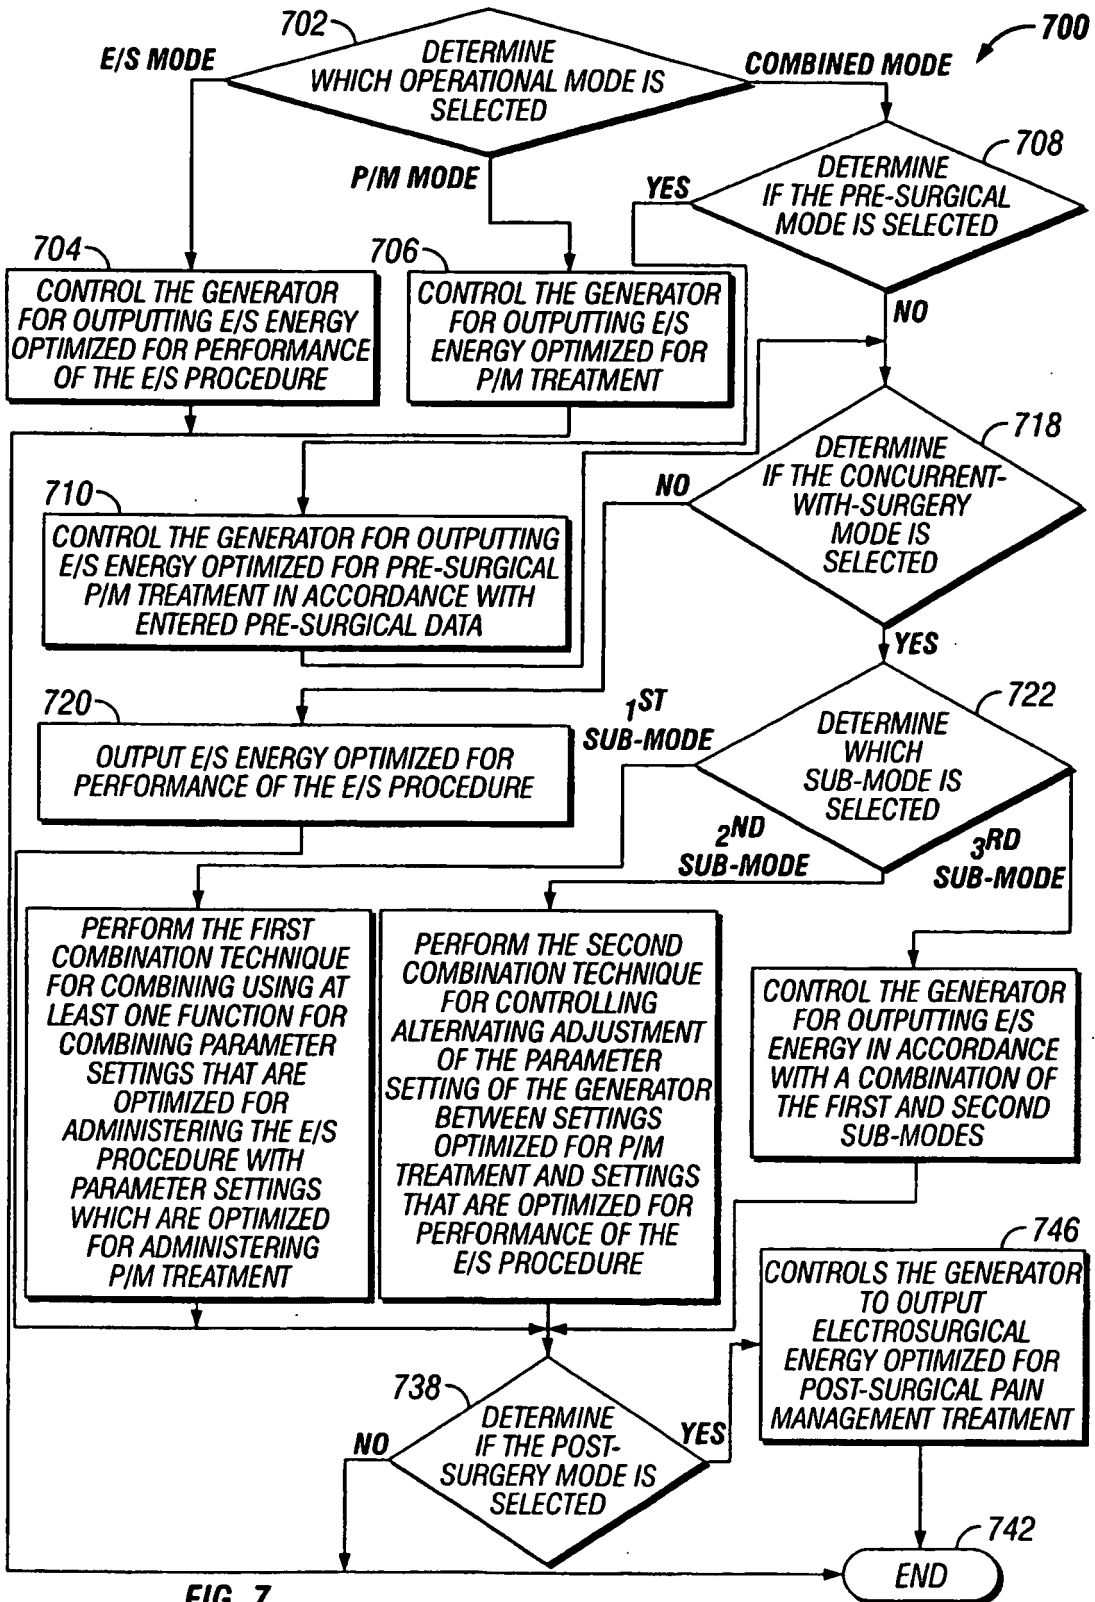 702
700
E/S MODE
DETERMINE
WHICH OPERATIONAL MODE IS
SELECTED
COMBINED MODE
P/M MODE
708
YES
DETERMINE
IF THE PRE-SURGICAL
MODE IS SELECTED
NO
704
CONTROL THE GENERATOR
FOR OUTPUTTING E/S ENERGY
OPTIMIZED FOR PERFORMANCE
OF THE E/S PROCEDURE
706
CONTROL THE GENERATOR
FOR OUTPUTTING E/S
ENERGY OPTIMIZED FOR
P/M TREATMENT
718
NO
DETERMINE
IF THE CONCURRENT-
WITH-SURGERY
MODE IS
SELECTED
YES
710
CONTROL THE GENERATOR FOR OUTPUTTING
E/S ENERGY OPTIMIZED FOR PRE-SURGICAL
P/M TREATMENT IN ACCORDANCE WITH
ENTERED PRE-SURGICAL DATA
720
OUTPUT E/S ENERGY OPTIMIZED FOR
PERFORMANCE OF THE E/S PROCEDURE
722
1ST
SUB-MODE
DETERMINE
WHICH
SUB-MODE IS
SELECTED
2ND
SUB-MODE
3RD
SUB-MODE
PERFORM THE FIRST
COMBINATION TECHNIQUE
FOR COMBINING USING AT
LEAST ONE FUNCTION FOR
COMBINING PARAMETER
SETTINGS THAT ARE
OPTIMIZED FOR
ADMINISTERING THE E/S
PROCEDURE WITH
PARAMETER SETTINGS
WHICH ARE OPTIMIZED
FOR ADMINISTERING
P/M TREATMENT
PERFORM THE SECOND
COMBINATION TECHNIQUE
FOR CONTROLLING
ALTERNATING ADJUSTMENT
OF THE PARAMETER
SETTING OF THE GENERATOR
BETWEEN SETTINGS
OPTIMIZED FOR P/M
TREATMENT AND SETTINGS
THAT ARE OPTIMIZED FOR
PERFORMANCE OF THE
E/S PROCEDURE
CONTROL THE GENERATOR
FOR OUTPUTTING E/S
ENERGY IN ACCORDANCE
WITH A COMBINATION OF
THE FIRST AND SECOND
SUB-MODES
746
CONTROLS THE GENERATOR
TO OUTPUT
ELECTROSURGICAL
ENERGY OPTIMIZED FOR
POST-SURGICAL PAIN
MANAGEMENT TREATMENT
738
NO
DETERMINE
IF THE POST-
SURGERY MODE IS
SELECTED
YES
742
END
FIG. 7